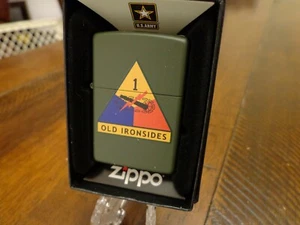 U.S.ARMY
1
OLD IRONSIDES
zippo